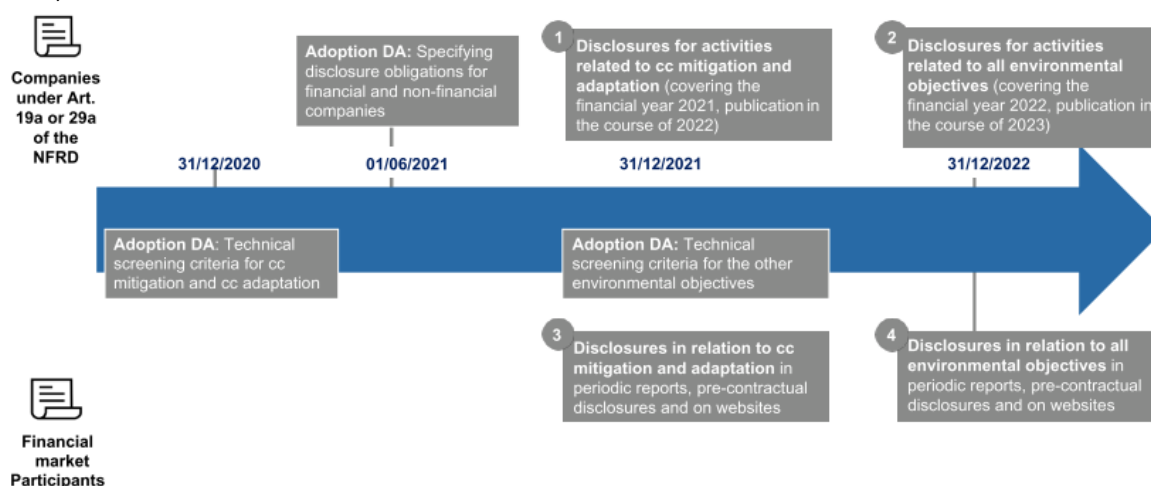 Companies
under Art.
19a or 29a
of the
NFRD
Adoption DA: Specifying
disclosure obligations for
financial and non-financial
companies
1
Disclosures for activities
related to cc mitigation and
adaptation (covering the
financial year 2021, publication in
the course of 2022)
2
Disclosures for activities
related to all environmental
objectives (covering the
financial year 2022, publication in
the course of 2023)
31/12/2020
01/06/2021
31/12/2021
31/12/2022
Adoption DA: Technical
screening criteria for cc
mitigation and cc adaptation
Adoption DA: Technical
screening criteria for the other
environmental objectives
3
Disclosures in relation to cc
mitigation and adaptation in
periodic reports, pre-contractual
disclosures and on websites
4
Disclosures in relation to all
environmental objectives in
periodic reports, pre-contractual
disclosures and on websites
Financial
market
Participants